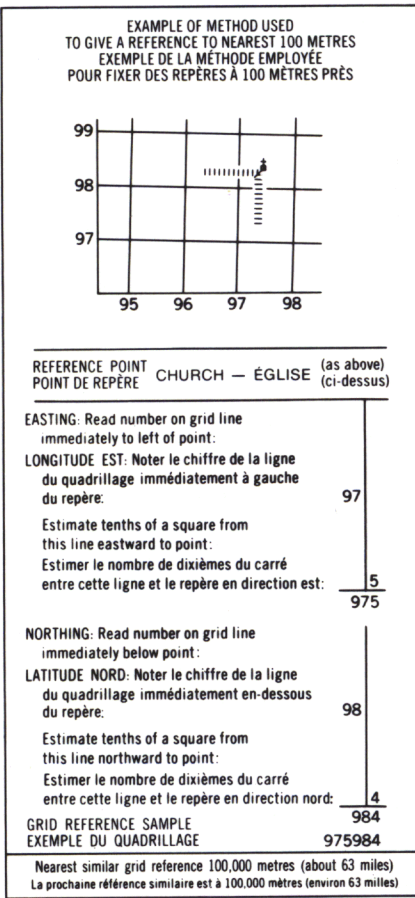 EXAMPLE OF METHOD USED
TO GIVE A REFERENCE TO NEAREST 100 METRES
EXEMPLE DE LA MÉTHODE EMPLOYÉE
POUR FIXER DES REPÈRES À 100 MÈTRES PRÈS
99
98
97
95 96 97 98
REFERENCE POINT
POINT DE REPÈRE CHURCH — ÉGLISE (as above)
(ci-dessus)
EASTING: Read number on grid line
immediately to left of point:
LONGITUDE EST: Noter le chiffre de la ligne
du quadrillage immédiatement à gauche
du repère: 97
Estimate tenths of a square from
this line eastward to point:
Estimer le nombre de dixièmes du carré
entre cette ligne et le repère en direction est: 5
975
NORTHING: Read number on grid line
immediately below point:
LATITUDE NORD: Noter le chiffre de la ligne
du quadrillage immédiatement en-dessous
du repère: 98
Estimate tenths of a square from
this line northward to point:
Estimer le nombre de dixièmes du carré
entre cette ligne et le repère en direction nord: 4
984
GRID REFERENCE SAMPLE
EXEMPLE DU QUADRILLAGE 975984
Nearest similar grid reference 100,000 metres (about 63 miles)
La prochaine référence similaire est à 100,000 mètres (environ 63 milles)